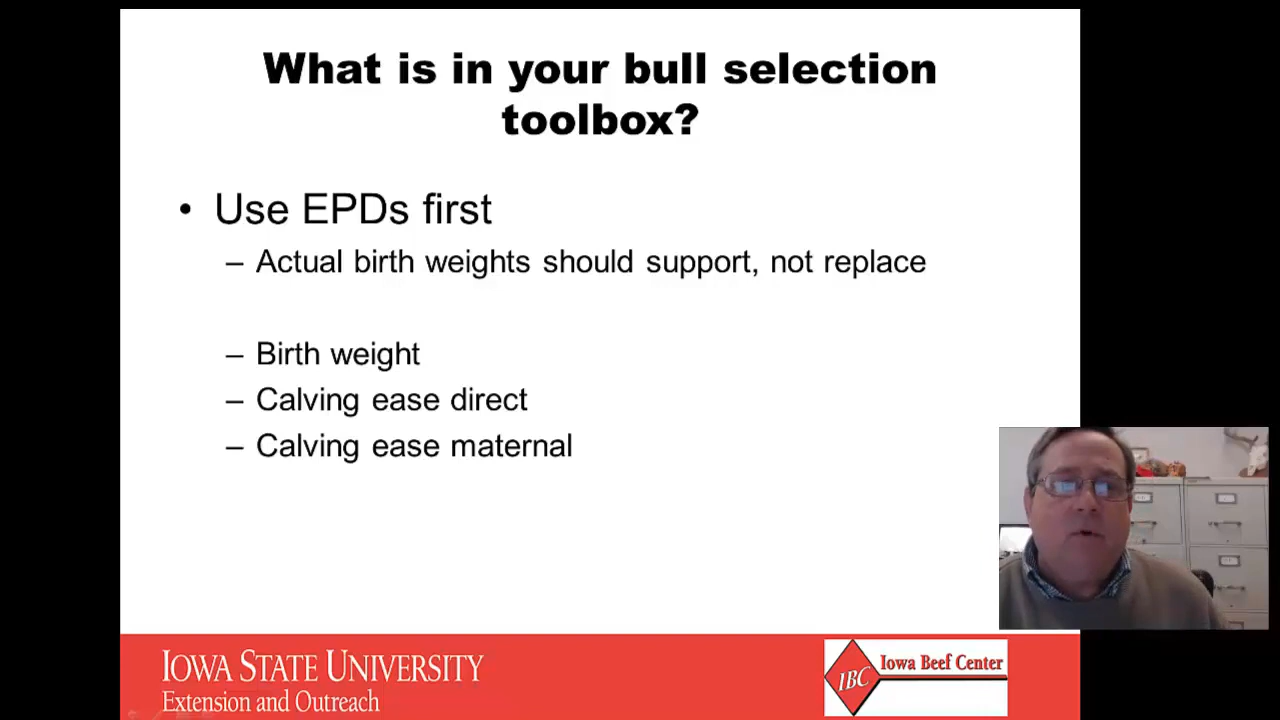 What is in your bull selection
toolbox?
• Use EPDs first
– Actual birth weights should support, not replace
– Birth weight
– Calving ease direct
– Calving ease maternal
IOWA STATE UNIVERSITY
Extension and Outreach
IBC
Iowa Beef Center